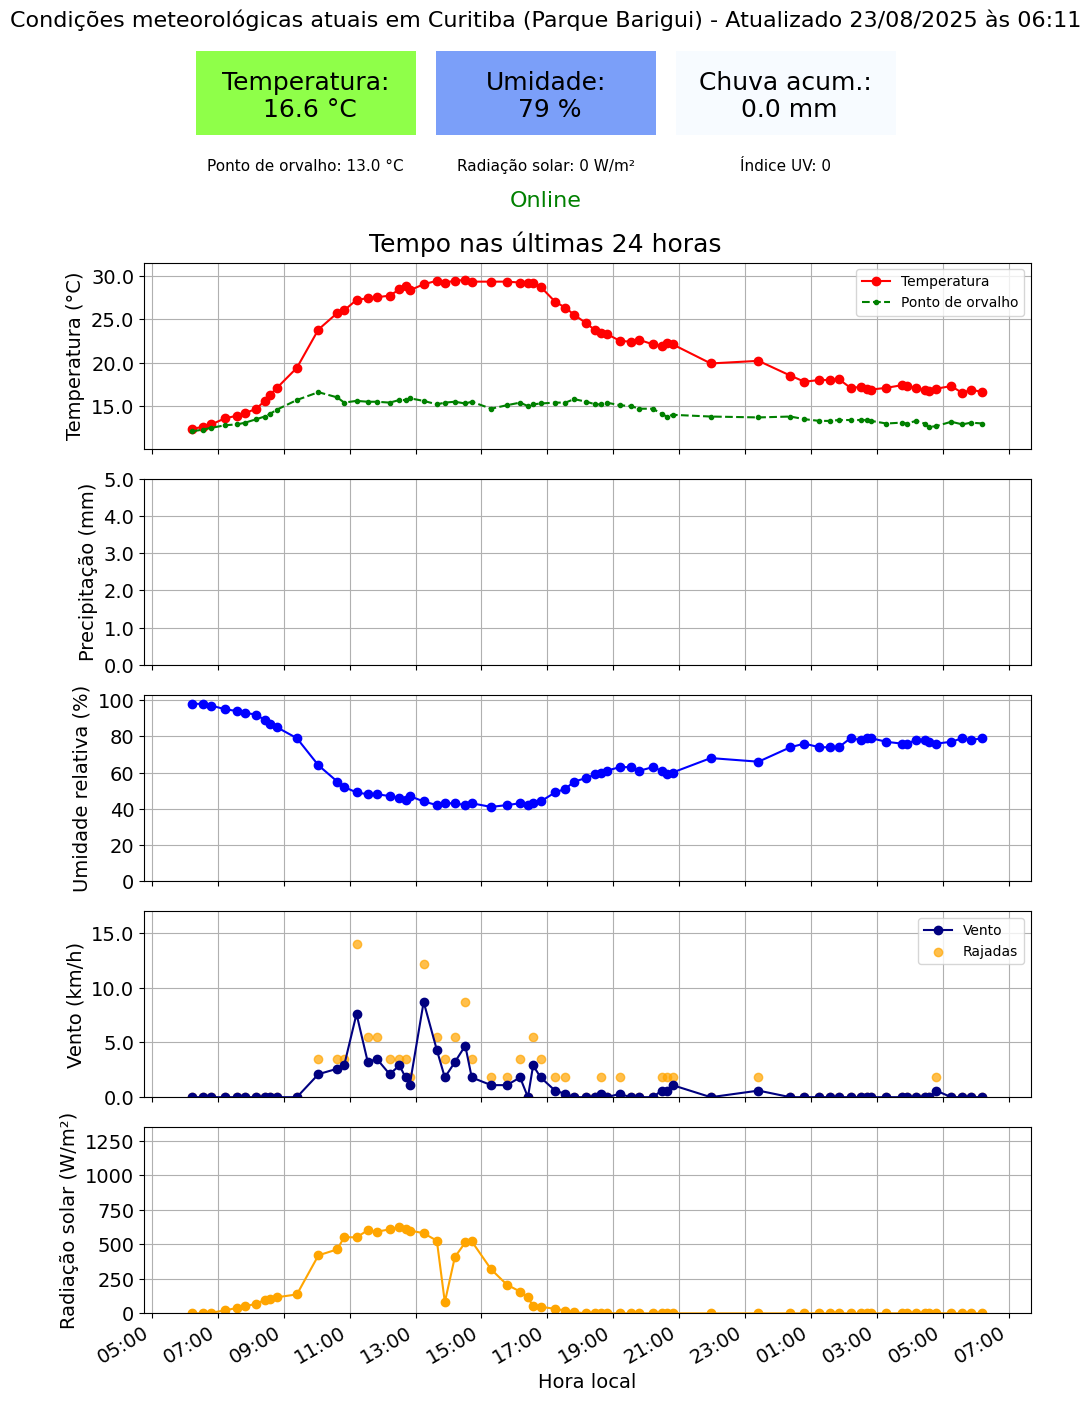 Condições meteorológicas atuais em Curitiba (Parque Barigui) - Atualizado 23/08/2025 às 06:11
Temperatura:
16.6 °C
Umidade:
79 %
Chuva acum.:
0.0 mm
Ponto de orvalho: 13.0 °C
Radiação solar: 0 W/m²
Índice UV: 0
Online
Tempo nas últimas 24 horas
Temperatura (°C)
30.0
25.0
20.0
15.0
Temperatura
Ponto de orvalho
Precipitação (mm)
5.0
4.0
3.0
2.0
1.0
0.0
Umidade relativa (%)
100
80
60
40
20
0
Vento (km/h)
15.0
10.0
5.0
0.0
Vento
Rajadas
Radiação solar (W/m²)
1250
1000
750
500
250
0
05:00
07:00
09:00
11:00
13:00
15:00
17:00
19:00
21:00
23:00
01:00
03:00
05:00
07:00
Hora local